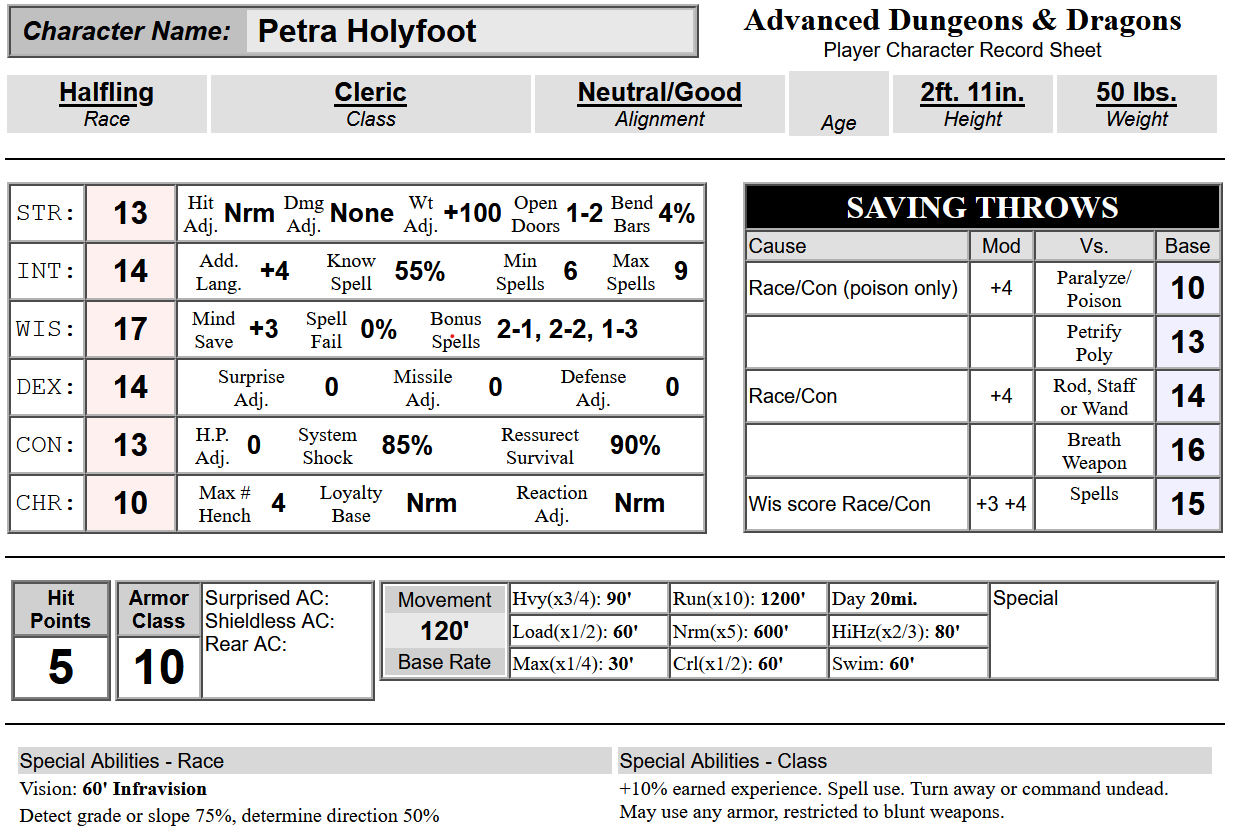 Character Name: Petra Holyfoot
Advanced Dungeons & Dragons
Player Character Record Sheet
Halfling
Race
Cleric
Class
Neutral/Good
Alignment
Age
2ft. 11in.
Height
50 lbs.
Weight
STR: 13 Hit Adj. Nrm Dmg Adj. None Wt Adj. +100 Open Doors 1-2 Bend Bars 4%
INT: 14 Add. Lang. +4 Know Spell 55% Min Spells 6 Max Spells 9
WIS: 17 Mind Save +3 Spell Fail 0% Bonus Spells 2-1, 2-2, 1-3
DEX: 14 Surprise Adj. 0 Missile Adj. 0 Defense Adj. 0
CON: 13 H.P. Adj. 0 System Shock 85% Ressurect Survival 90%
CHR: 10 Max # Hench 4 Loyalty Base Nrm Reaction Adj. Nrm
SAVING THROWS
Cause Mod Vs. Base
Race/Con (poison only) +4 Paralyze/ Poison 10
Petrify Poly 13
Race/Con +4 Rod, Staff or Wand 14
Breath Weapon 16
Wis score Race/Con +3 +4 Spells 15
Hit Points
5
Armor Class
10
Surprised AC:
Shieldless AC:
Rear AC:
Movement
120'
Base Rate
Hvy(x3/4): 90' Run(x10): 1200' Day 20mi.
Load(x1/2): 60' Nrm(x5): 600' HiHz(x2/3): 80'
Max(x1/4): 30' Crl(x1/2): 60' Swim: 60'
Special
Special Abilities - Race
Vision: 60' Infravision
Detect grade or slope 75%, determine direction 50%
Special Abilities - Class
+10% earned experience. Spell use. Turn away or command undead.
May use any armor, restricted to blunt weapons.